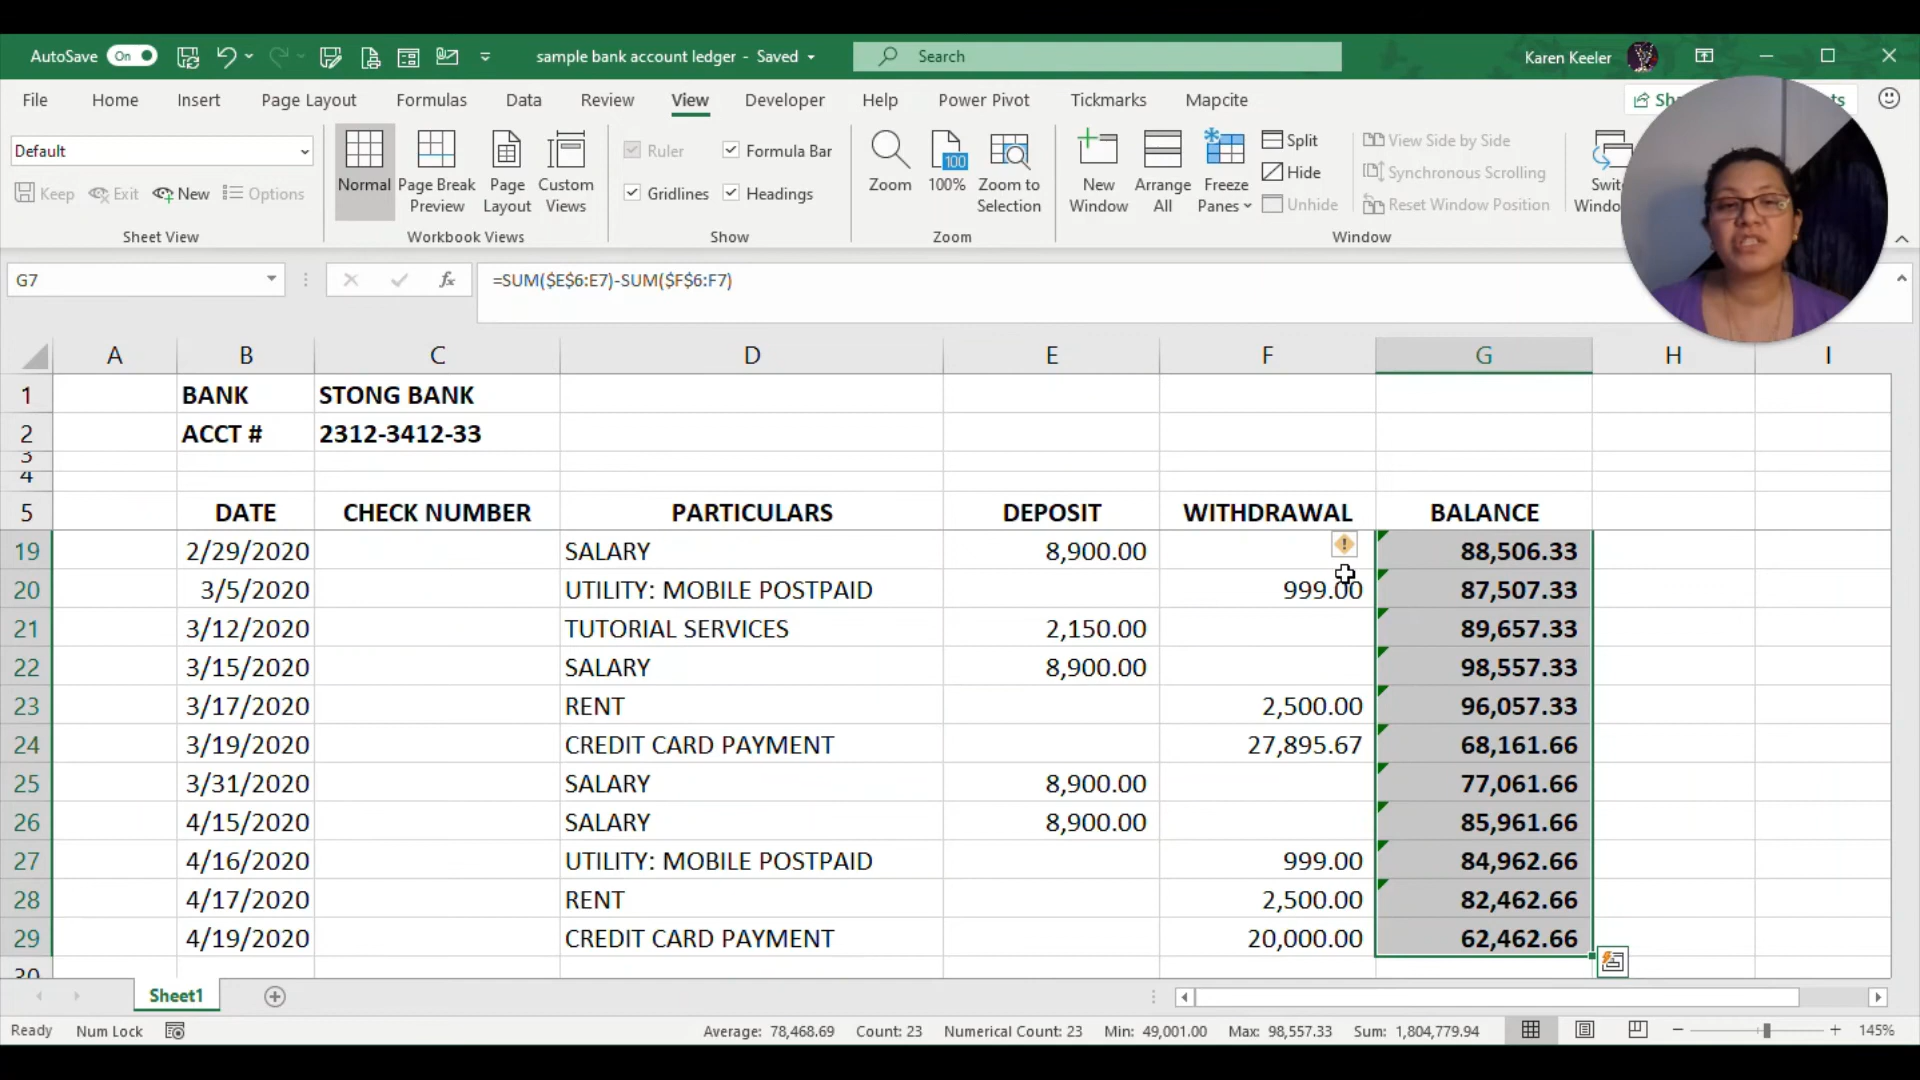 AutoSave On sample bank account ledger - Saved Search Karen Keeler
File Home Insert Page Layout Formulas Data Review View Developer Help Power Pivot Tickmarks Mapcite
Default
Keep Exit New Options
Sheet View
Normal Page Break Preview Page Layout Custom Views
Workbook Views
Ruler Formula Bar
Gridlines Headings
Show
Zoom 100 100% Zoom to Selection
Zoom
New Window Arrange All Freeze Panes
Split View Side by Side
Hide Synchronous Scrolling
Unhide Reset Window Position
Window
G7 fx =SUM($E$6:E7)-SUM($F$6:F7)
A B C D E F G H I
1 BANK STONG BANK
2 ACCT # 2312-3412-33
3
4
5 DATE CHECK NUMBER PARTICULARS DEPOSIT WITHDRAWAL BALANCE
19 2/29/2020 SALARY 8,900.00 88,506.33
20 3/5/2020 UTILITY: MOBILE POSTPAID 999.00 87,507.33
21 3/12/2020 TUTORIAL SERVICES 2,150.00 89,657.33
22 3/15/2020 SALARY 8,900.00 98,557.33
23 3/17/2020 RENT 2,500.00 96,057.33
24 3/19/2020 CREDIT CARD PAYMENT 27,895.67 68,161.66
25 3/31/2020 SALARY 8,900.00 77,061.66
26 4/15/2020 SALARY 8,900.00 85,961.66
27 4/16/2020 UTILITY: MOBILE POSTPAID 999.00 84,962.66
28 4/17/2020 RENT 2,500.00 82,462.66
29 4/19/2020 CREDIT CARD PAYMENT 20,000.00 62,462.66
30
Sheet1
Ready Num Lock Average: 78,468.69 Count: 23 Numerical Count: 23 Min: 49,001.00 Max: 98,557.33 Sum: 1,804,779.94 145%